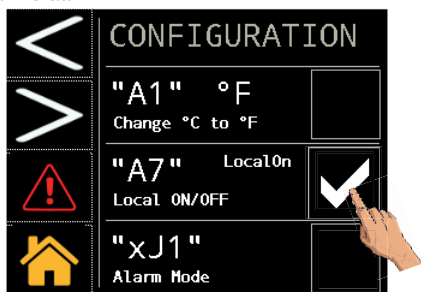 CONFIGURATION
"A1" °F
Change °C to °F
"A7" LocalOn
Local ON/OFF
"xJ1"
Alarm Mode